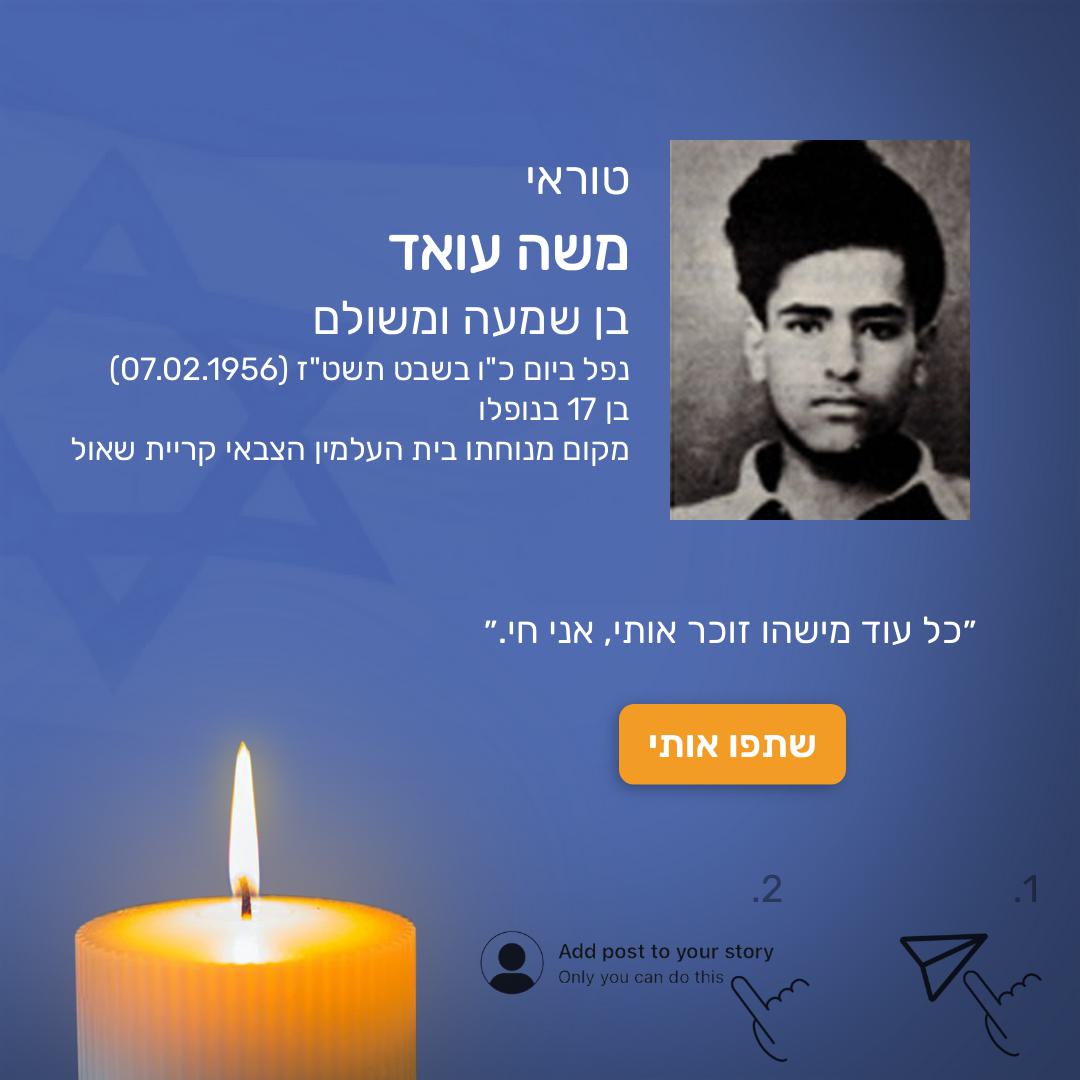 טוראי
משה עואד
בן שמעה ומשולם
נפל ביום כ"ו בשבט תשט"ז (07.02.1956)
בן 17 בנופלו
מקום מנוחתו בית העלמין הצבאי קריית שאול
״כל עוד מישהו זוכר אותי, אני חי.״
שתפו אותי
.1
.2
Add post to your story
Only you can do this